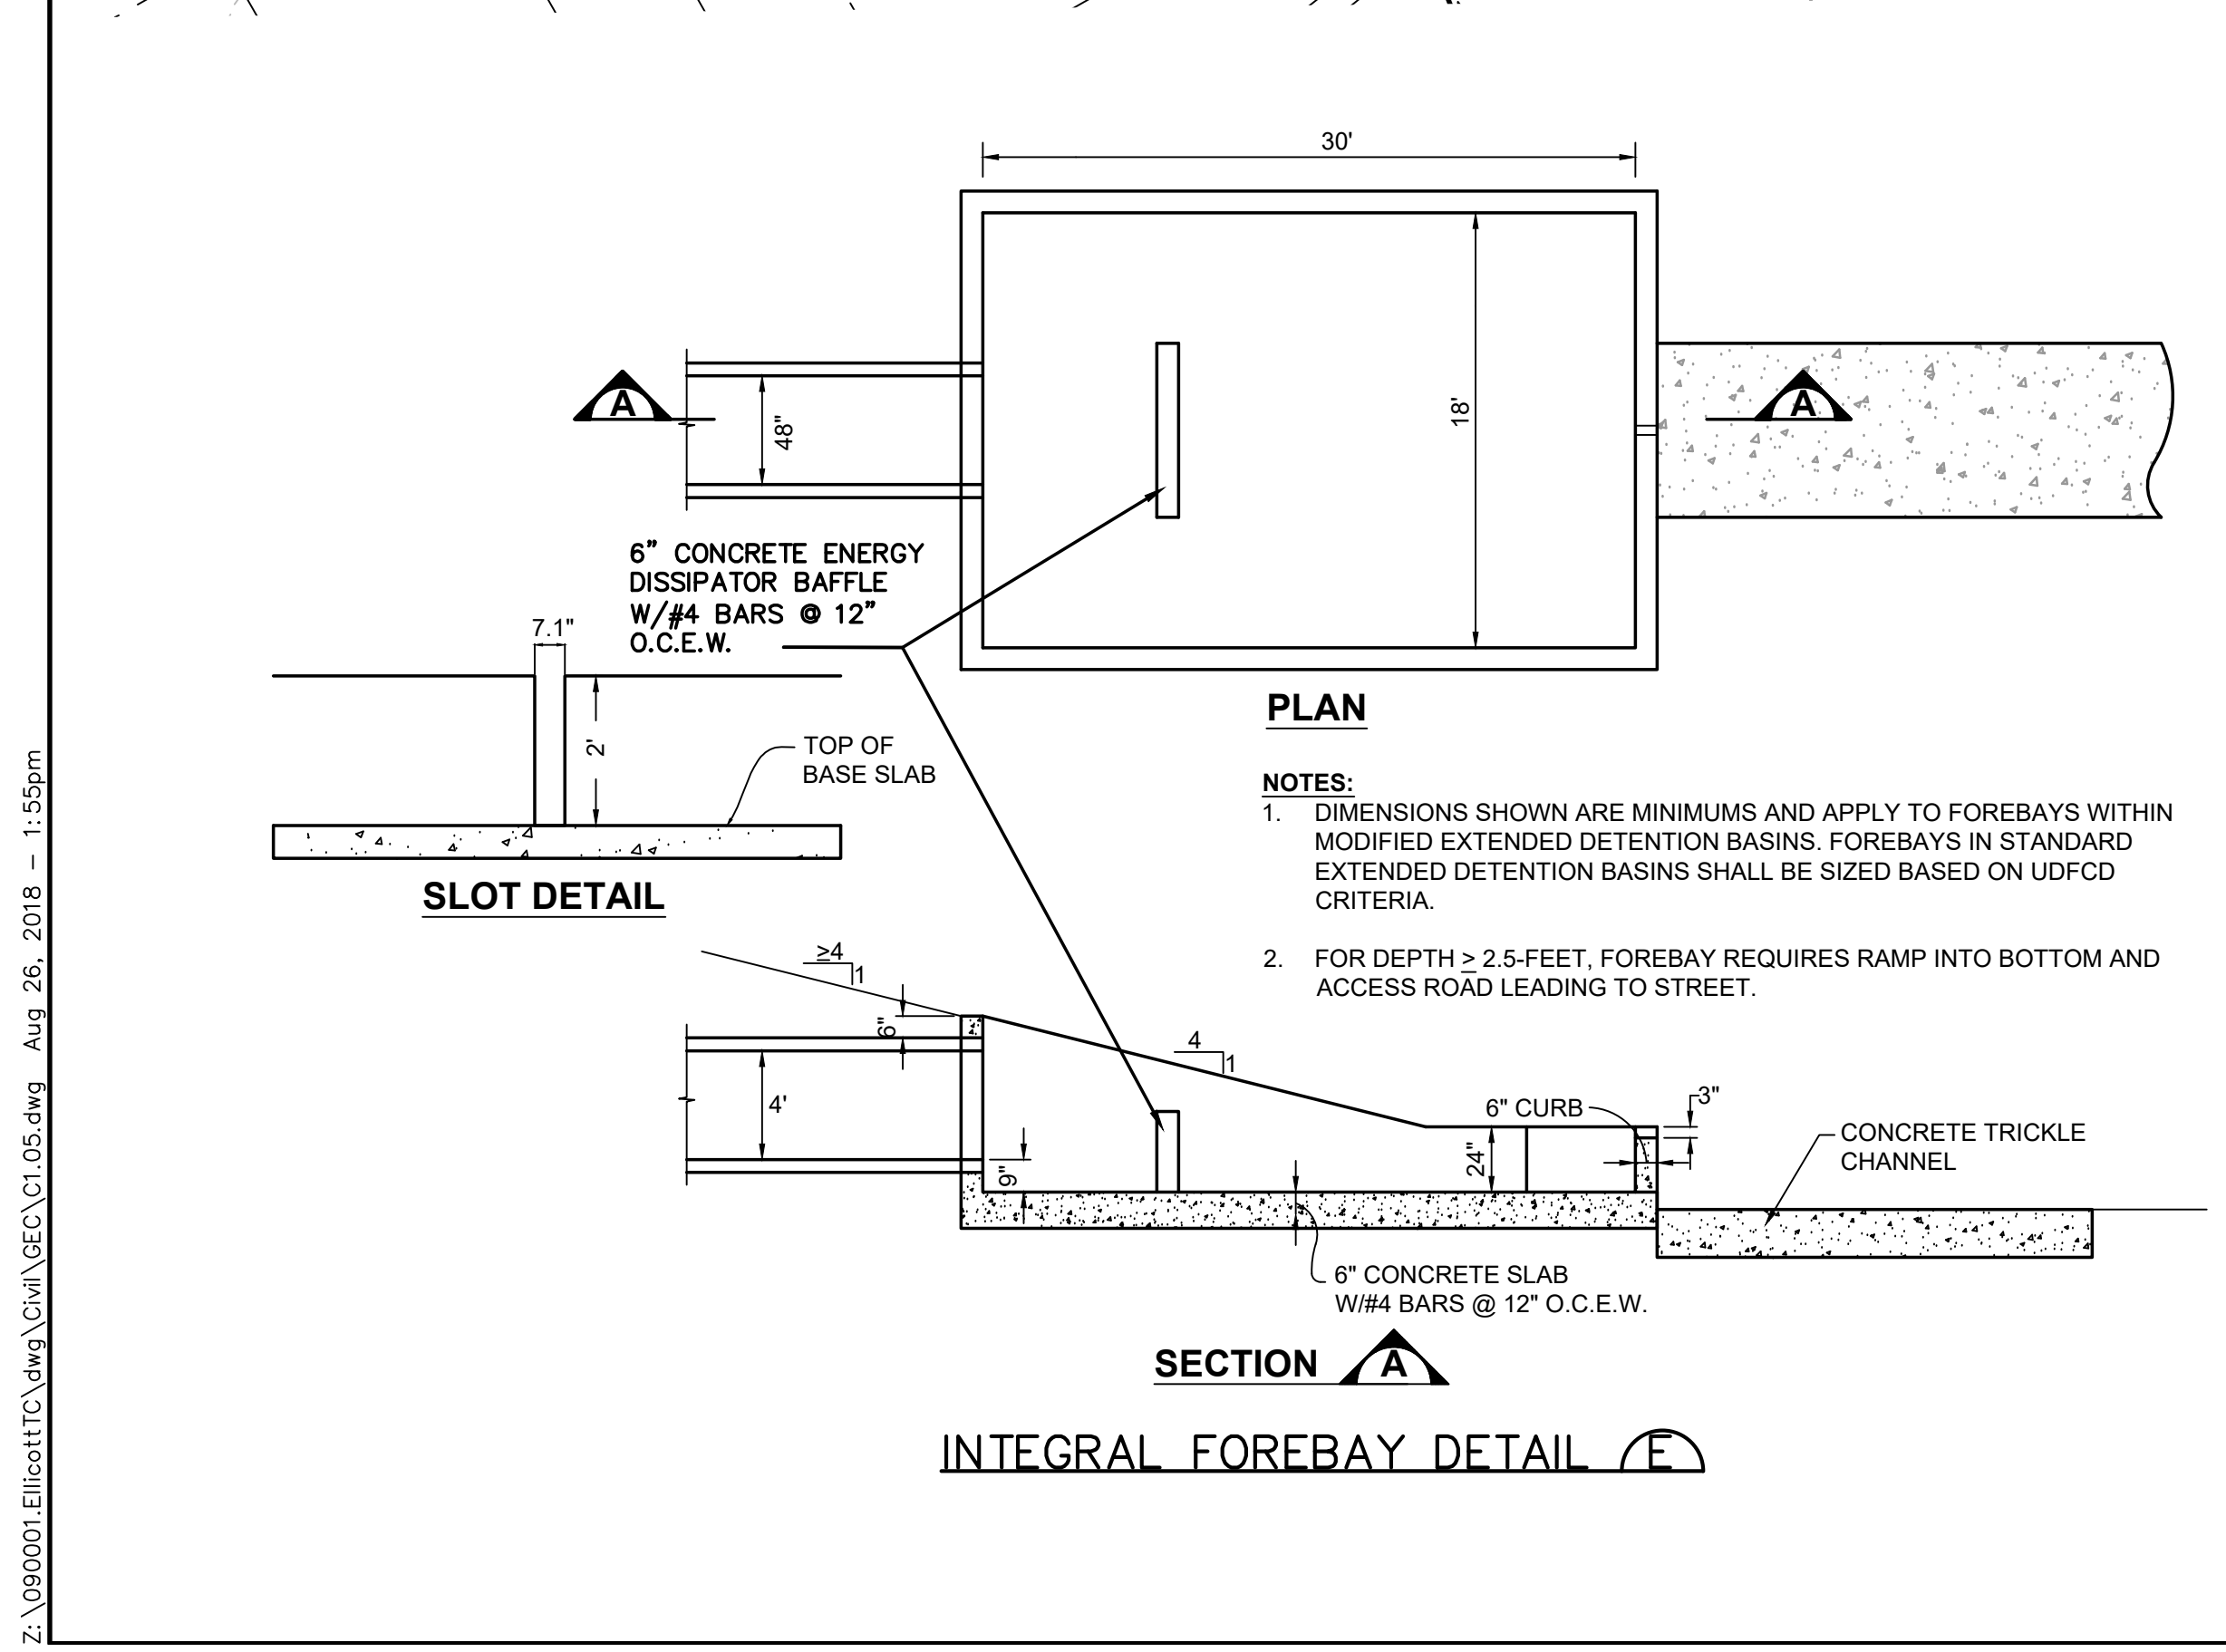 30'
A
A
48"
18'
6" CONCRETE ENERGY
DISSIPATOR BAFFLE
W/#4 BARS @ 12"
O.C.E.W.
7.1"
2'
TOP OF
BASE SLAB
SLOT DETAIL
PLAN
NOTES:
1. DIMENSIONS SHOWN ARE MINIMUMS AND APPLY TO FOREBAYS WITHIN
MODIFIED EXTENDED DETENTION BASINS. FOREBAYS IN STANDARD
EXTENDED DETENTION BASINS SHALL BE SIZED BASED ON UDFCD
CRITERIA.
2. FOR DEPTH ≥ 2.5-FEET, FOREBAY REQUIRES RAMP INTO BOTTOM AND
ACCESS ROAD LEADING TO STREET.
≥4
1
6"
4
1
4'
9"
24"
6" CURB
3"
CONCRETE TRICKLE
CHANNEL
6" CONCRETE SLAB
W/#4 BARS @ 12" O.C.E.W.
SECTION A
INTEGRAL FOREBAY DETAIL E
Z:\090001.EllicottTC\dwg\Civil\GEC\C1.05.dwg Aug 26, 2018 – 1:55pm